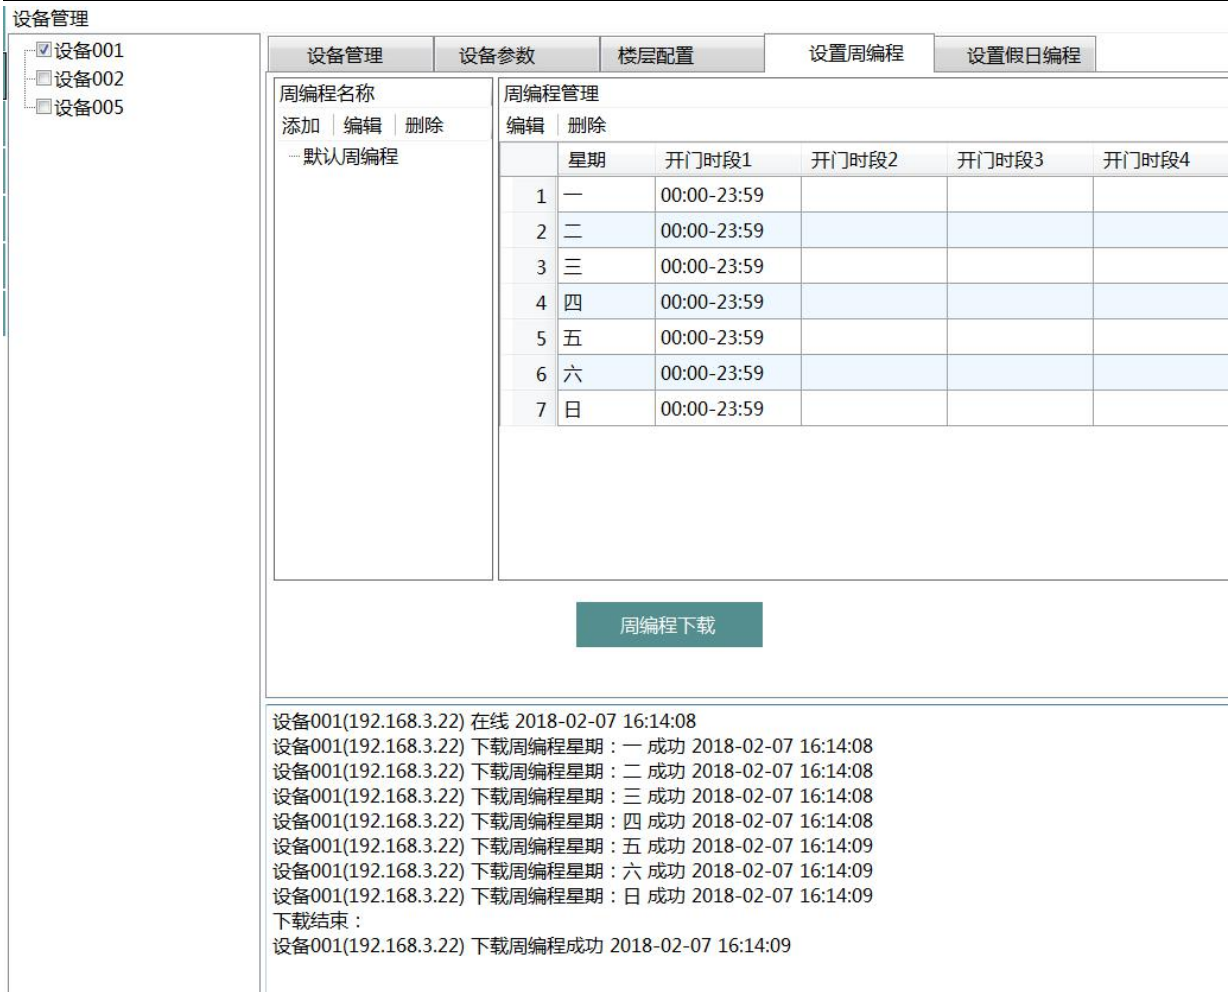 设备管理
设备001
设备002
设备005
设备管理 设备参数 楼层配置 设置周编程 设置假日编程
周编程名称
添加 编辑 删除
默认周编程
周编程管理
编辑 删除
星期 开门时段1 开门时段2 开门时段3 开门时段4
1 一 00:00-23:59
2 二 00:00-23:59
3 三 00:00-23:59
4 四 00:00-23:59
5 五 00:00-23:59
6 六 00:00-23:59
7 日 00:00-23:59
周编程下载
设备001(192.168.3.22) 在线 2018-02-07 16:14:08
设备001(192.168.3.22) 下载周编程星期：一 成功 2018-02-07 16:14:08
设备001(192.168.3.22) 下载周编程星期：二 成功 2018-02-07 16:14:08
设备001(192.168.3.22) 下载周编程星期：三 成功 2018-02-07 16:14:08
设备001(192.168.3.22) 下载周编程星期：四 成功 2018-02-07 16:14:08
设备001(192.168.3.22) 下载周编程星期：五 成功 2018-02-07 16:14:09
设备001(192.168.3.22) 下载周编程星期：六 成功 2018-02-07 16:14:09
设备001(192.168.3.22) 下载周编程星期：日 成功 2018-02-07 16:14:09
下载结束：
设备001(192.168.3.22) 下载周编程成功 2018-02-07 16:14:09